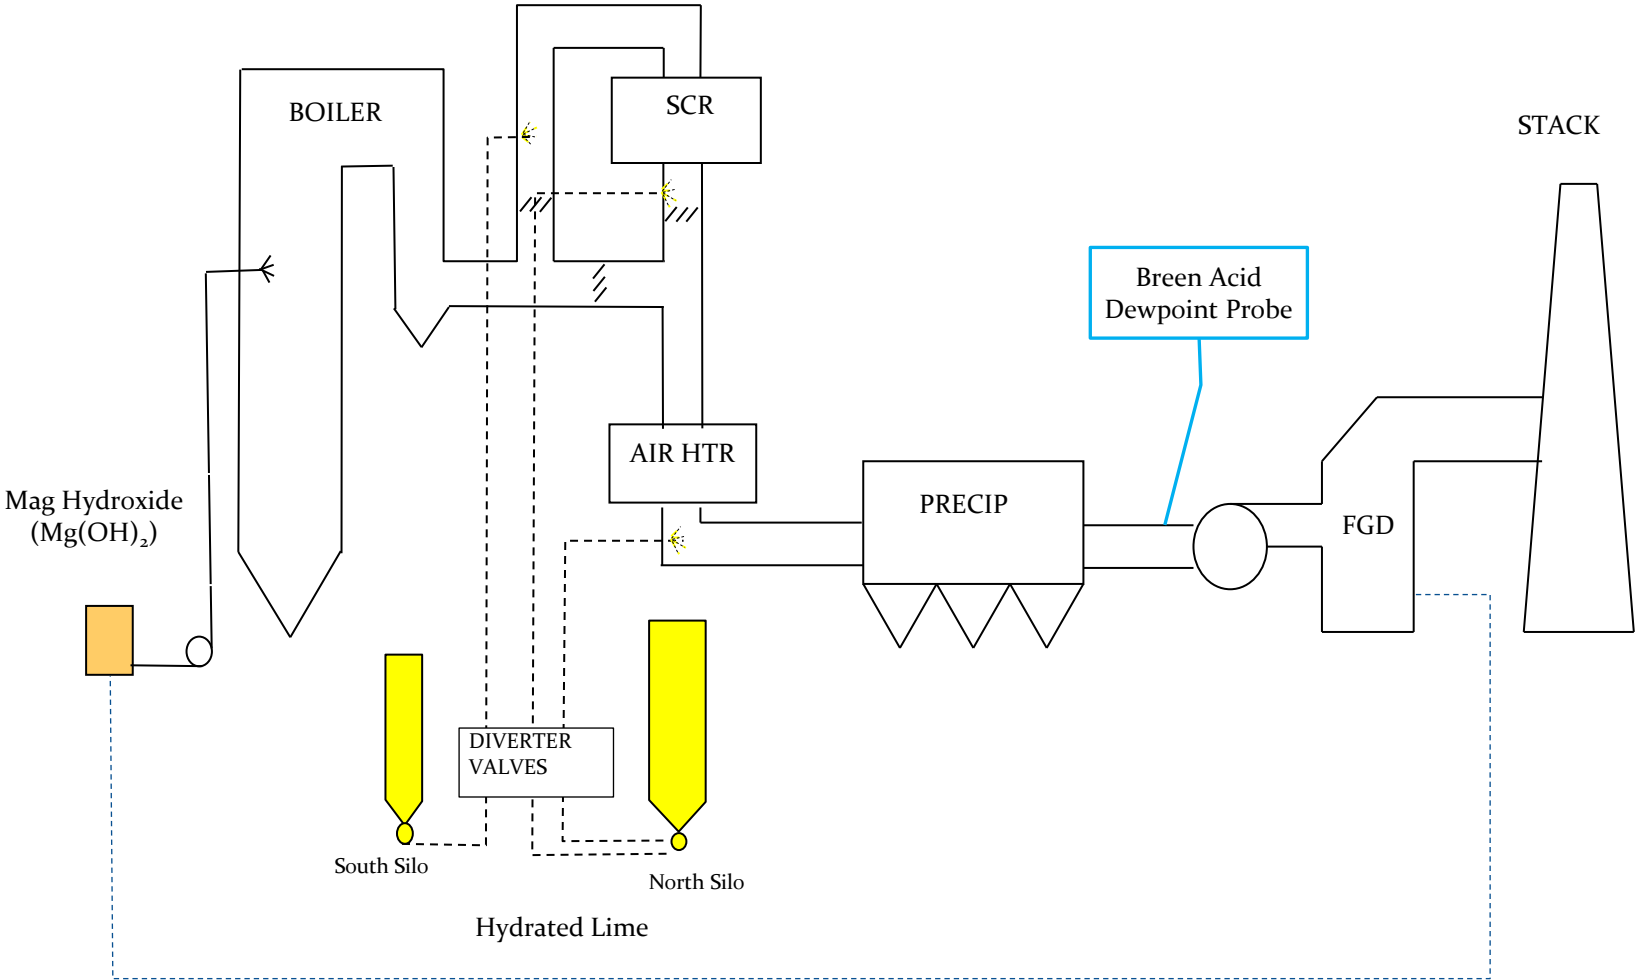 BOILER
SCR
STACK
Breen Acid
Dewpoint Probe
AIR HTR
PRECIP
FGD
Mag Hydroxide
(Mg(OH)₂)
DIVERTER
VALVES
South Silo
North Silo
Hydrated Lime